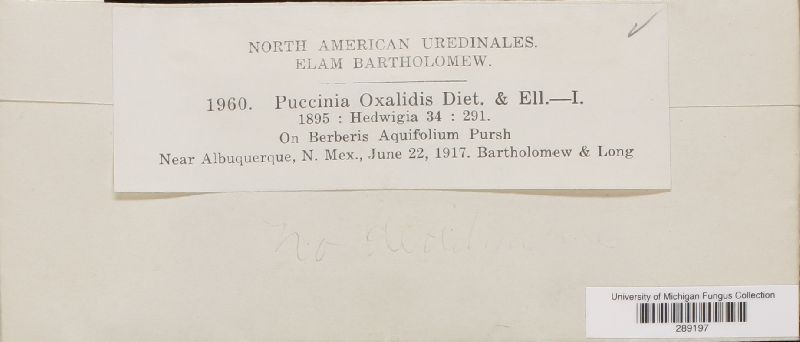 NORTH AMERICAN UREDINALES.
ELAM BARTHOLOMEW.
1960. Puccinia Oxalidis Diet. & Ell.—I.
1895 : Hedwigia 34 : 291.
On Berberis Aquifolium Pursh
Near Albuquerque, N. Mex., June 22, 1917. Bartholomew & Long
No
University of Michigan Fungus Collection
289197